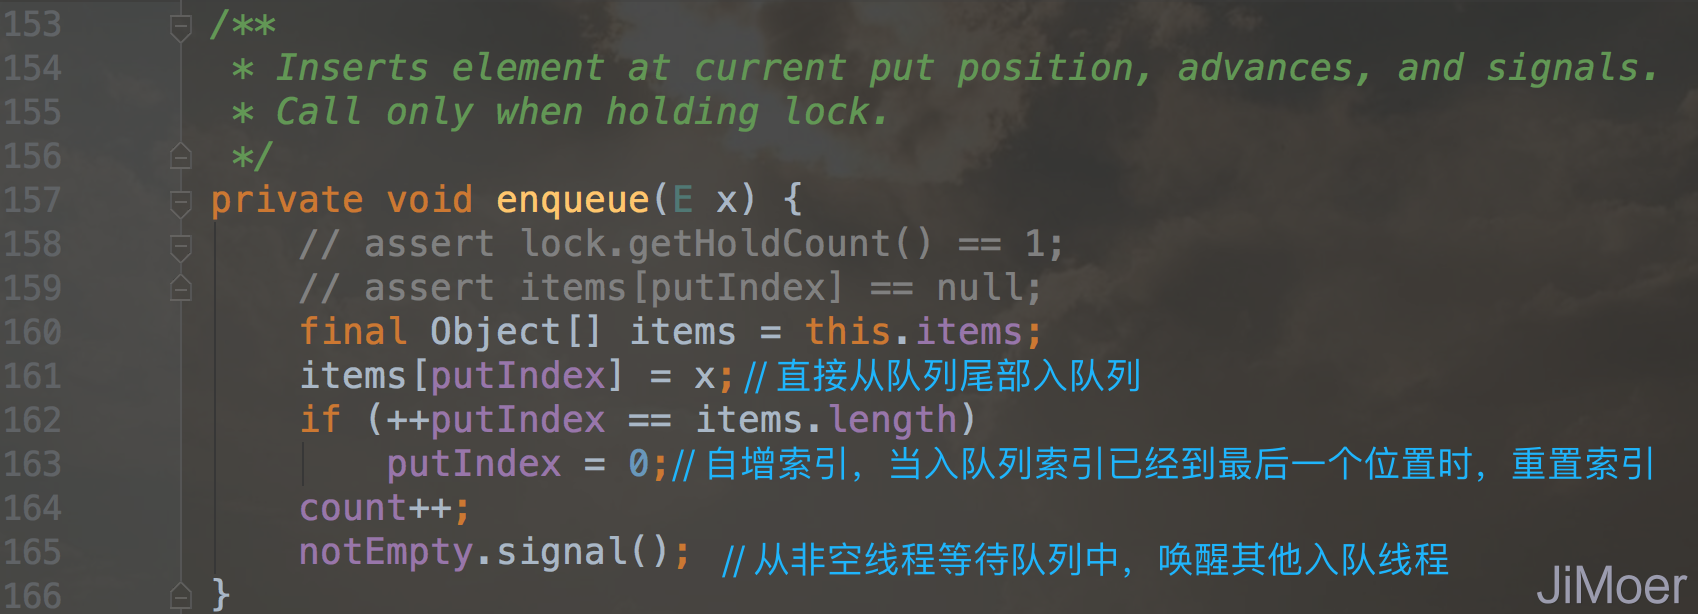 153 /**
154  * Inserts element at current put position, advances, and signals.
155  * Call only when holding lock.
156  */
157 private void enqueue(E x) {
158     // assert lock.getHoldCount() == 1;
159     // assert items[putIndex] == null;
160     final Object[] items = this.items;
161     items[putIndex] = x; // 直接从队列尾部入队列
162     if (++putIndex == items.length)
163         putIndex = 0; // 自增索引，当入队列索引已经到最后一个位置时，重置索引
164     count++;
165     notEmpty.signal(); // 从非空线程等待队列中，唤醒其他入队线程
166 }
JiMoer